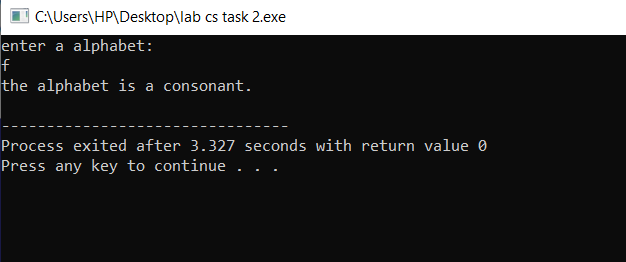 C:\Users\HP\Desktop\lab cs task 2.exe
enter a alphabet:
f
the alphabet is a consonant.
--------------------------------
Process exited after 3.327 seconds with return value 0
Press any key to continue . . .